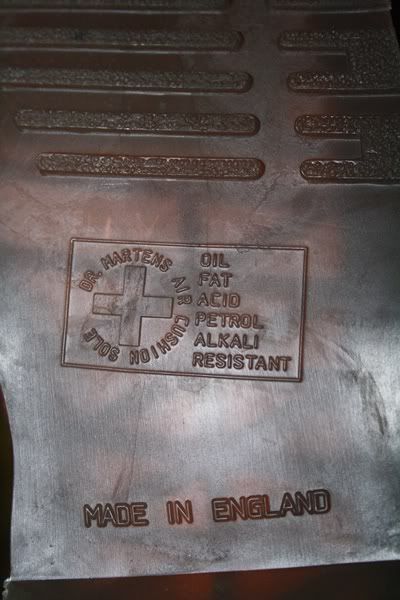 DR. MARTENS AIR CUSHION SOLE
OIL
FAT
ACID
PETROL
ALKALI
RESISTANT
MADE IN ENGLAND